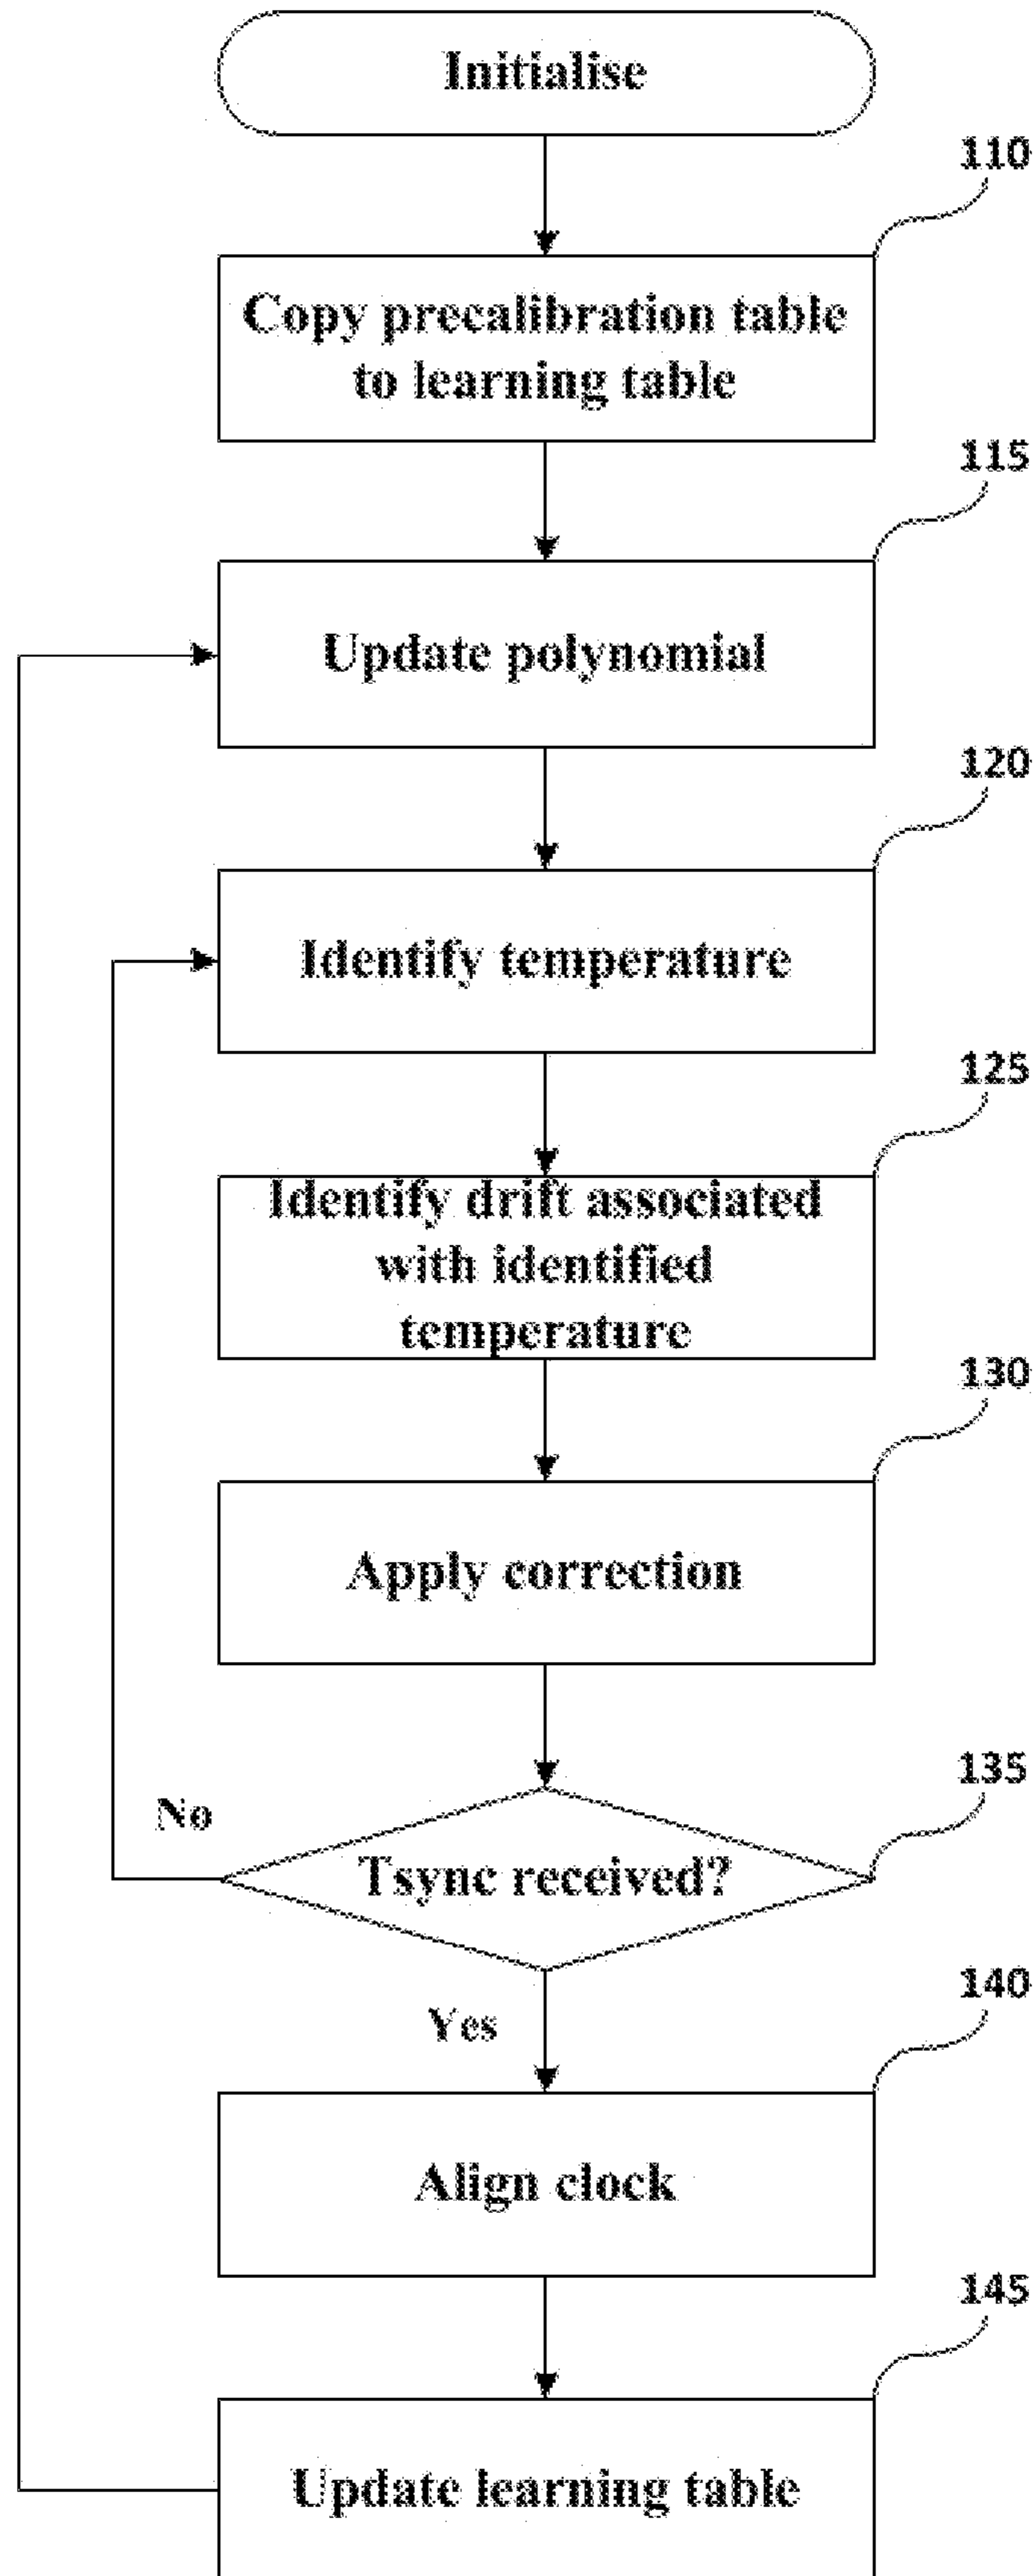 Initialise
110
Copy precalibration table
to learning table
115
Update polynomial
120
Identify temperature
125
Identify drift associated
with identified
temperature
130
Apply correction
135
No
Tsync received?
140
Yes
Align clock
145
Update learning table